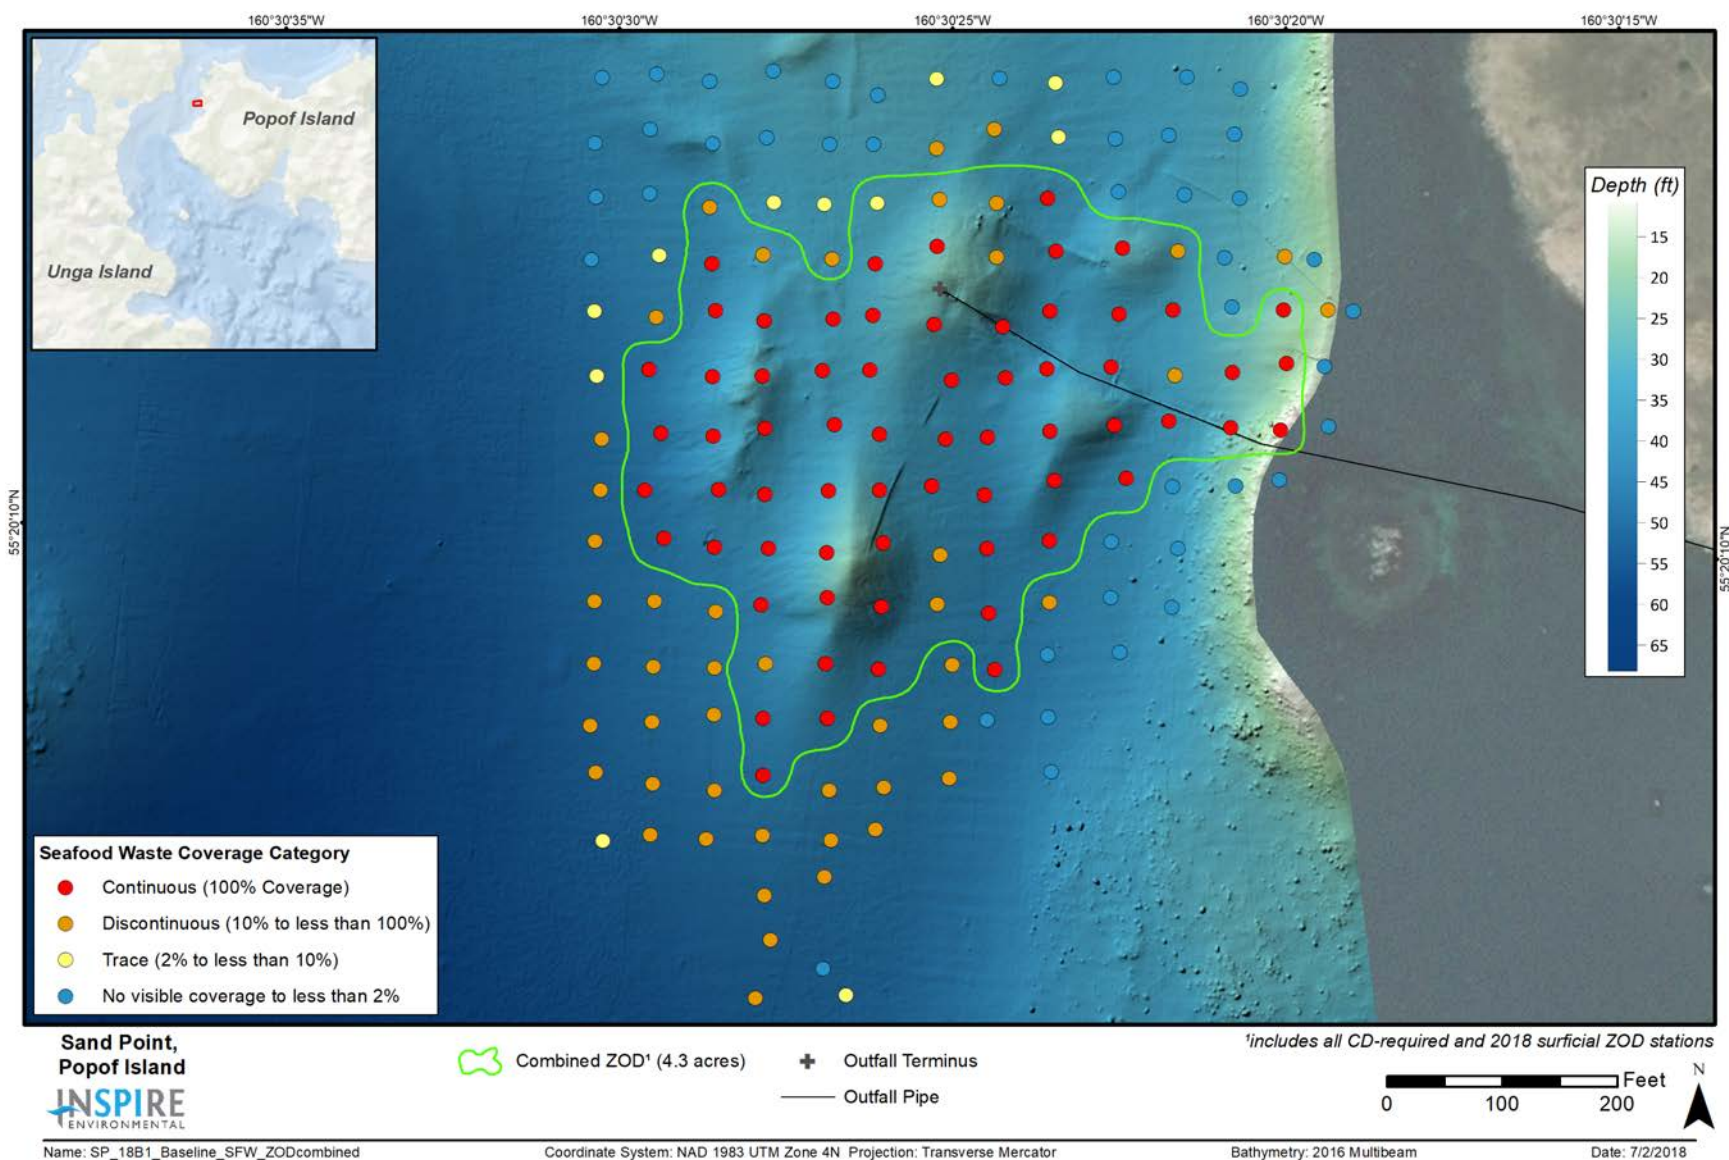 160°30'35"W 160°30'30"W 160°30'25"W 160°30'20"W 160°30'15"W
Popof Island
Unga Island
55°20'10"N
55°20'10"N
Depth (ft)
15
20
25
30
35
40
45
50
55
60
65
Seafood Waste Coverage Category
Continuous (100% Coverage)
Discontinuous (10% to less than 100%)
Trace (2% to less than 10%)
No visible coverage to less than 2%
Sand Point,
Popof Island
INSPIRE
ENVIRONMENTAL
Combined ZOD¹ (4.3 acres)
Outfall Terminus
Outfall Pipe
¹includes all CD-required and 2018 surficial ZOD stations
N
Feet
0 100 200
Name: SP_18B1_Baseline_SFW_ZODcombined Coordinate System: NAD 1983 UTM Zone 4N Projection: Transverse Mercator Bathymetry: 2016 Multibeam Date: 7/2/2018